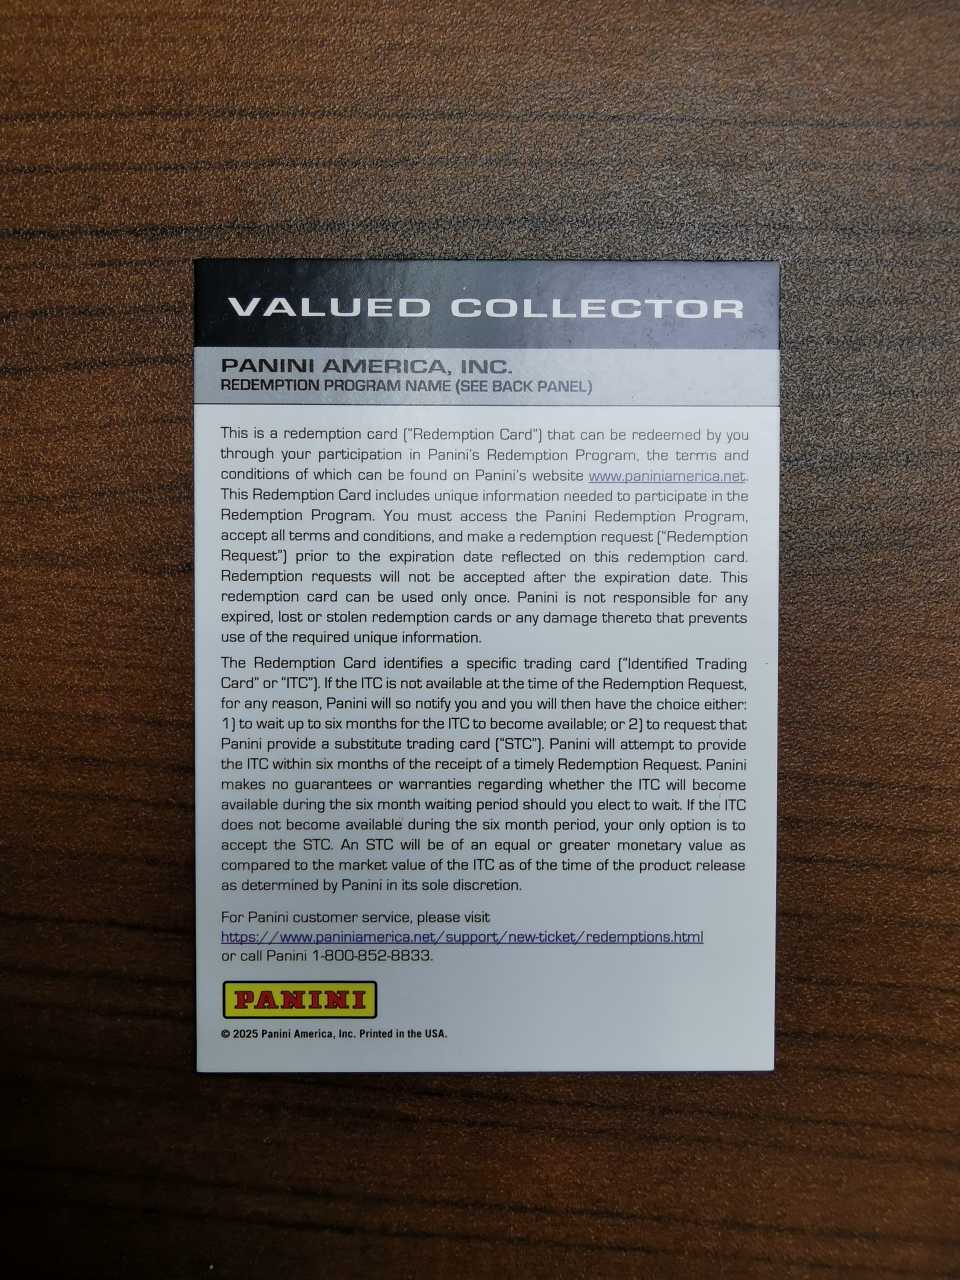 VALUED COLLECTOR
PANINI AMERICA, INC.
REDEMPTION PROGRAM NAME (SEE BACK PANEL)
This is a redemption card ("Redemption Card") that can be redeemed by you
through your participation in Panini's Redemption Program, the terms and
conditions of which can be found on Panini's website www.paniniamerica.net.
This Redemption Card includes unique information needed to participate in the
Redemption Program. You must access the Panini Redemption Program,
accept all terms and conditions, and make a redemption request ("Redemption
Request") prior to the expiration date reflected on this redemption card.
Redemption requests will not be accepted after the expiration date. This
redemption card can be used only once. Panini is not responsible for any
expired, lost or stolen redemption cards or any damage thereto that prevents
use of the required unique information.
The Redemption Card identifies a specific trading card ("Identified Trading
Card" or "ITC"). If the ITC is not available at the time of the Redemption Request,
for any reason, Panini will so notify you and you will then have the choice either:
1) to wait up to six months for the ITC to become available; or 2) to request that
Panini provide a substitute trading card ("STC"). Panini will attempt to provide
the ITC within six months of the receipt of a timely Redemption Request. Panini
makes no guarantees or warranties regarding whether the ITC will become
available during the six month waiting period should you elect to wait. If the ITC
does not become available during the six month period, your only option is to
accept the STC. An STC will be of an equal or greater monetary value as
compared to the market value of the ITC as of the time of the product release
as determined by Panini in its sole discretion.
For Panini customer service, please visit
https://www.paniniamerica.net/support/new-ticket/redemptions.html
or call Panini 1-800-852-8833.
PANINI
© 2025 Panini America, Inc. Printed in the USA.